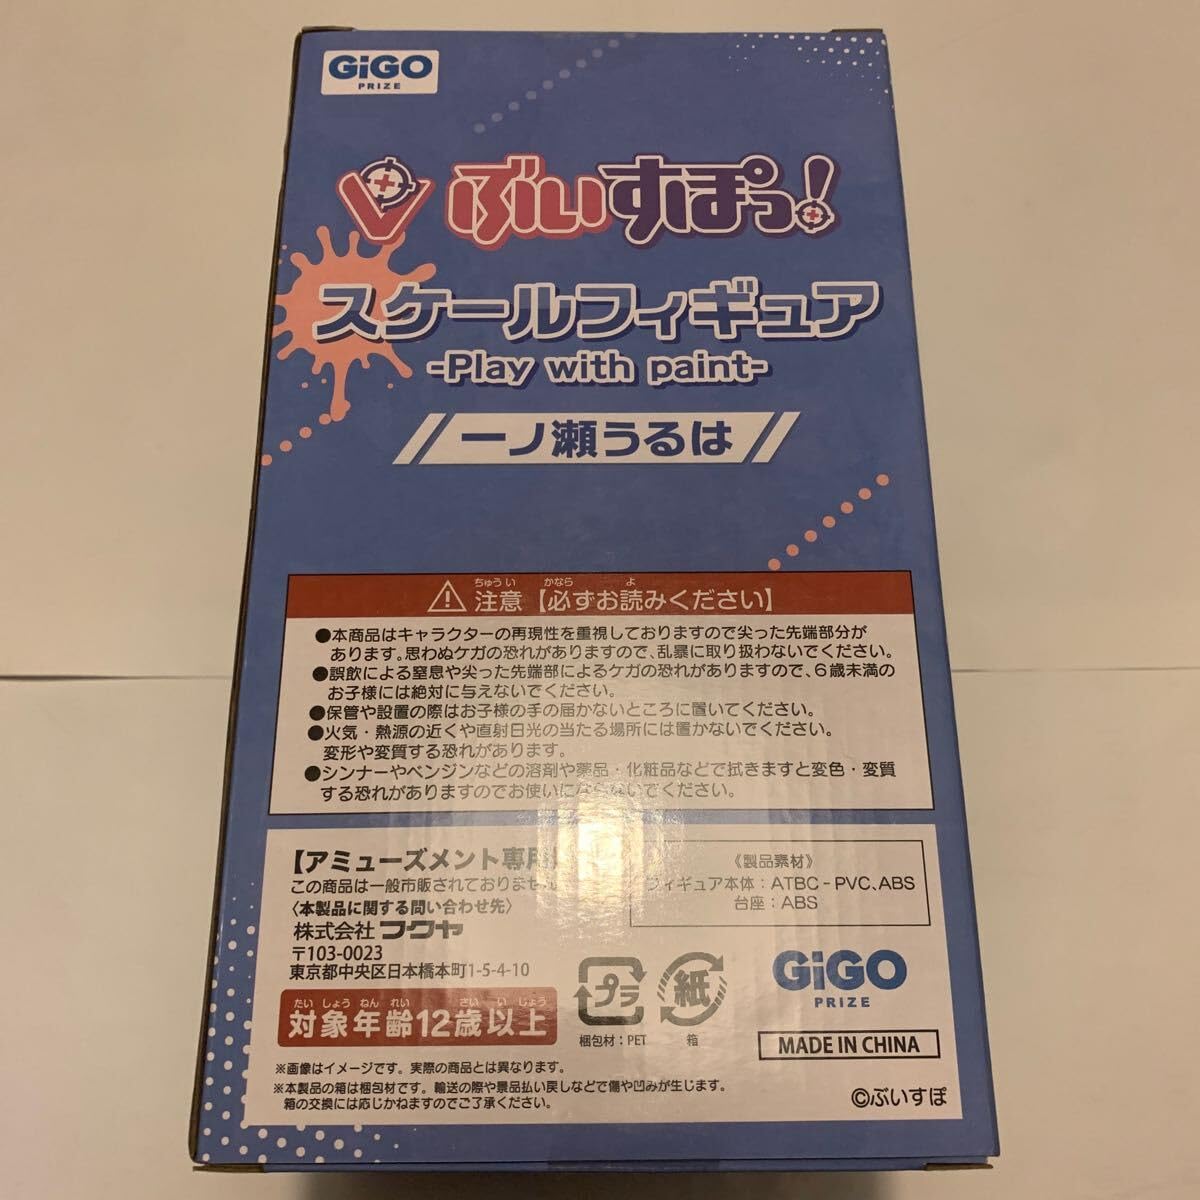 GiGO
PRIZE
ぶいすぽっ!
スケールフィギュア
-Play with paint-
一ノ瀬うるは
ちゅうい かなら よ
注意【必ずお読みください】
●本商品はキャラクターの再現性を重視しておりますので尖った先端部分が
あります。思わぬケガの恐れがありますので、乱暴に取り扱わないでください。
●誤飲による窒息や尖った先端部によるケガの恐れがありますので、6歳未満の
お子様には絶対に与えないでください。
●保管や設置の際はお子様の手の届かないところに置いてください。
●火気・熱源の近くや直射日光の当たる場所には置かないでください。
変形や変質する恐れがあります。
●シンナーやベンジンなどの溶剤や薬品・化粧品などで拭きますと変色・変質
する恐れがありますのでお使いにならないでください。
【アミューズメント専用
この商品は一般市販されておりません
〈本製品に関する問い合わせ先〉
株式会社 フクヤ
〒103-0023
東京都中央区日本橋本町1-5-4-10
たいしょうねんれい さいいじょう
対象年齢12歳以上
《製品素材》
フィギュア本体:ATBC-PVC、ABS
台座:ABS
プラ
梱包材:PET
紙
箱
GiGO
PRIZE
MADE IN CHINA
※画像はイメージです。実際の商品とは異なります。
※本製品の箱は梱包材です。輸送の際や景品払い戻しなどで傷や凹みが生じます。
箱の交換には応じかねますのでご了承ください。
©ぶいすぽ